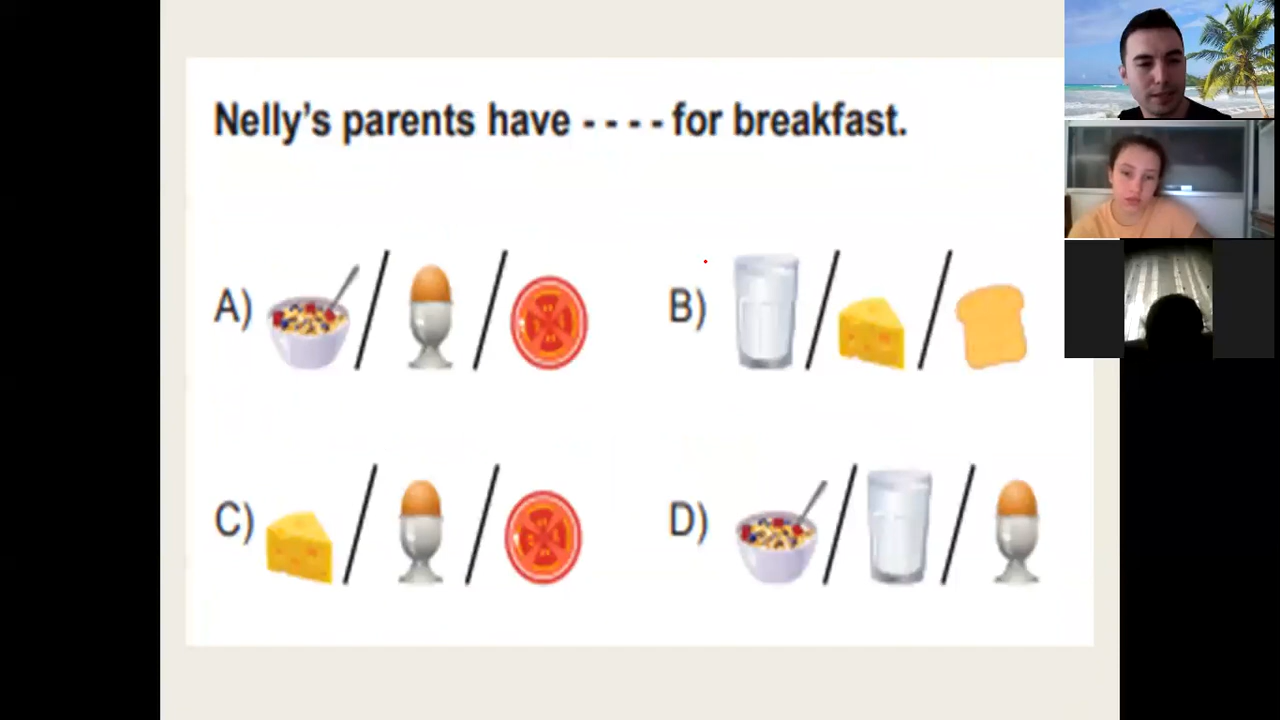 Nelly's parents have - - - - for breakfast.
A)
B)
C)
D)